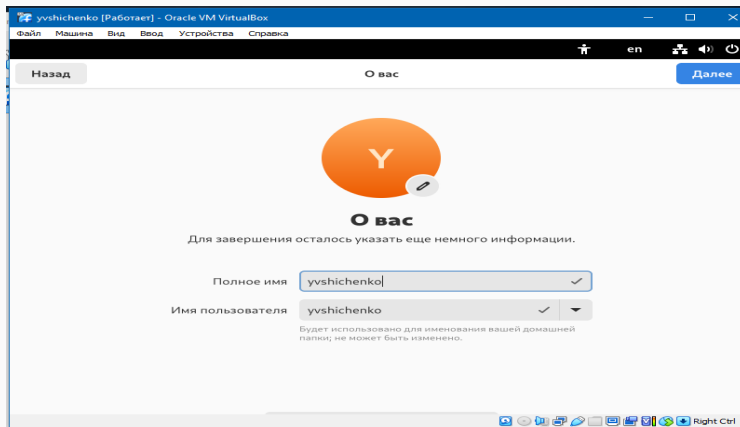 yvshichenko [Работает] - Oracle VM VirtualBox
Файл Машина Вид Ввод Устройства Справка
en
Назад О вас Далее
Y
О вас
Для завершения осталось указать еще немного информации.
Полное имя yvshichenko
Имя пользователя yvshichenko
Будет использовано для именования вашей домашней
папки; не может быть изменено.
Right Ctrl